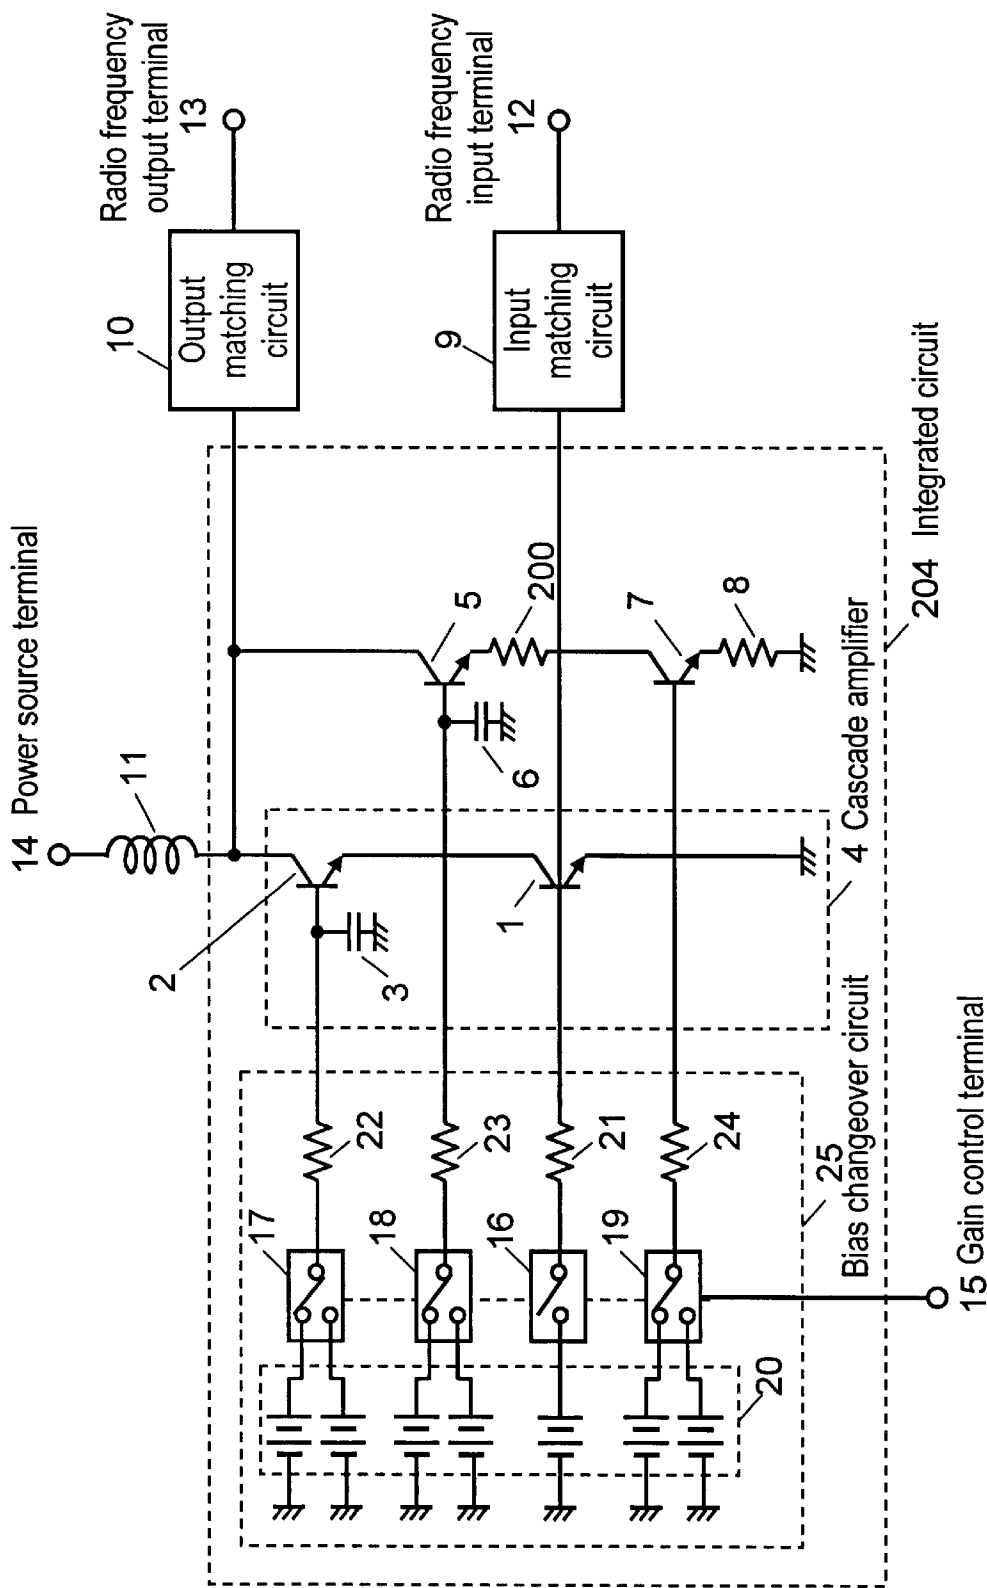 14 Power source terminal
11
Radio frequency
output terminal
13
10
Output
matching
circuit
Radio frequency
input terminal
12
9
Input
matching
circuit
2
3
1
5
6
200
7
8
4 Cascade amplifier
204 Integrated circuit
17
22
18
23
16
21
19
24
20
25
Bias changeover circuit
15 Gain control terminal